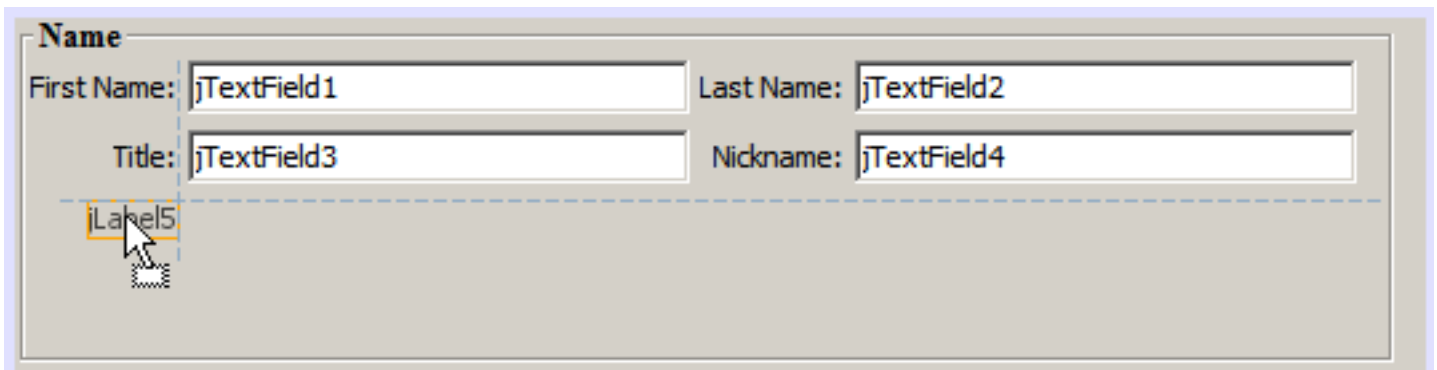 Name
First Name: jTextField1 Last Name: jTextField2
Title: jTextField3 Nickname: jTextField4
jLabel5